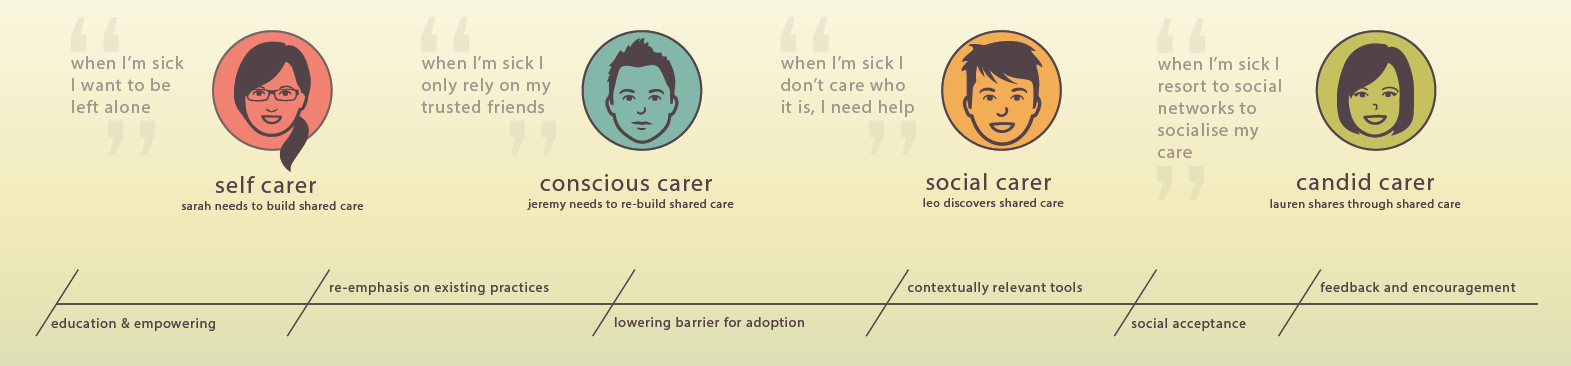 when I'm sick
I want to be
left alone
self carer
sarah needs to build shared care
when I'm sick I
only rely on my
trusted friends
conscious carer
jeremy needs to re-build shared care
when I'm sick I
don't care who
it is, I need help
social carer
leo discovers shared care
when I'm sick I
resort to social
networks to
socialise my
care
candid carer
lauren shares through shared care
education & empowering
re-emphasis on existing practices
lowering barrier for adoption
contextually relevant tools
social acceptance
feedback and encouragement